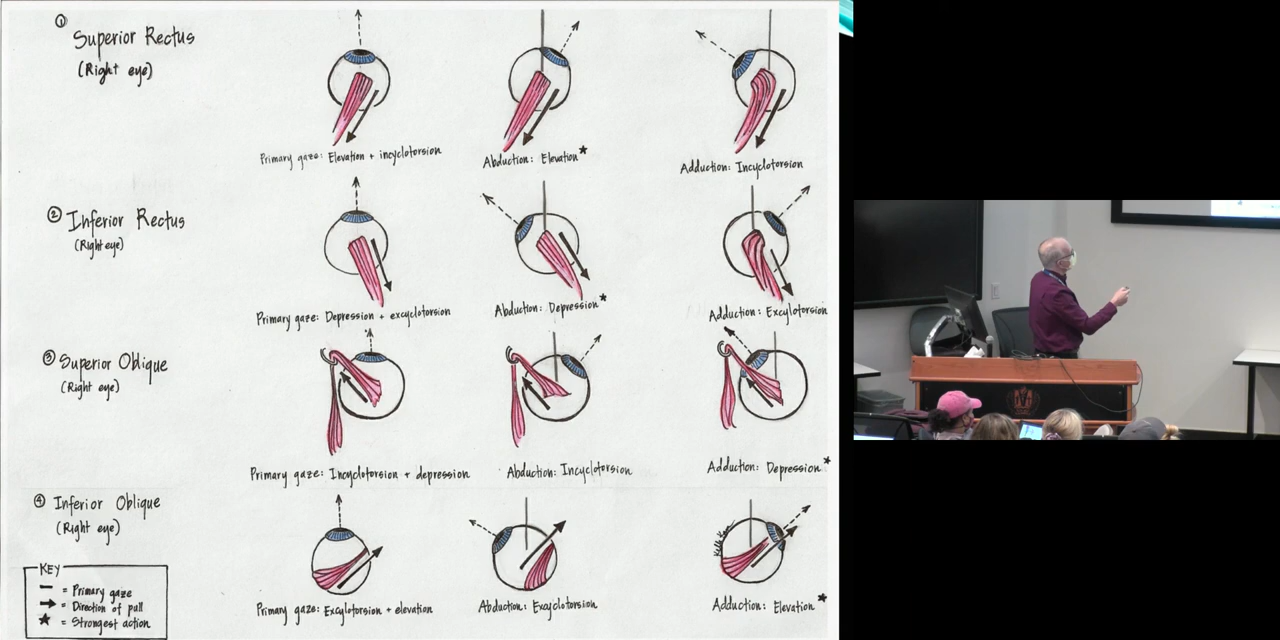 ① Superior Rectus
(Right eye)
Primary gaze: Elevation + incyclotorsion
Abduction: Elevation*
Adduction: Incyclotorsion
② Inferior Rectus
(Right eye)
Primary gaze: Depression + excyclotorsion
Abduction: Depression*
Adduction: Excylotorsion
③ Superior Oblique
(Right eye)
Primary gaze: Incyclotorsion + depression
Abduction: Incyclotorsion
Adduction: Depression*
④ Inferior Oblique
(Right eye)
Primary gaze: Excylotorsion + elevation
Abduction: Excyclotorsion
Adduction: Elevation*
KEY
= Primary gaze
= Direction of pull
★ = Strongest action